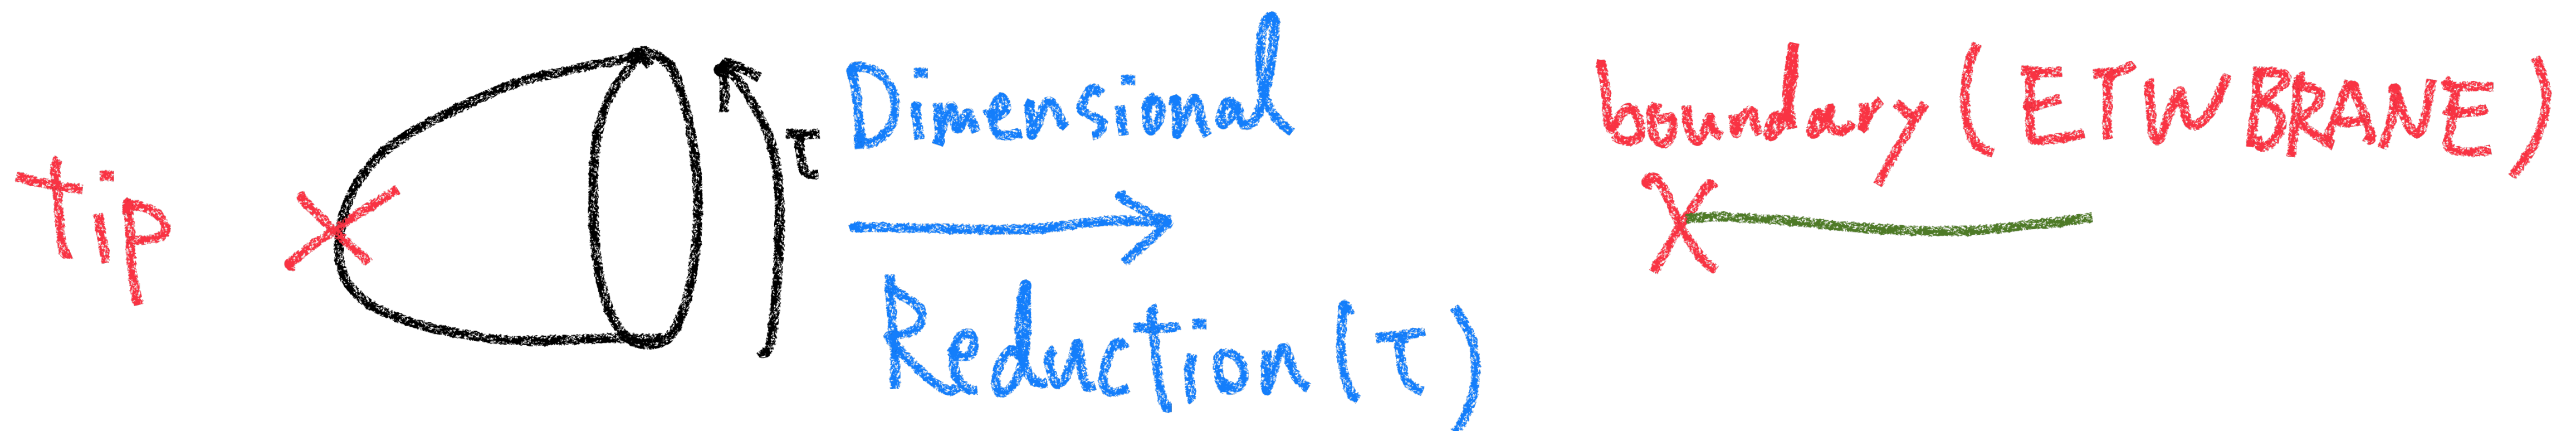 tip
τ
Dimensional
Reduction(τ)
boundary(ETW BRANE)